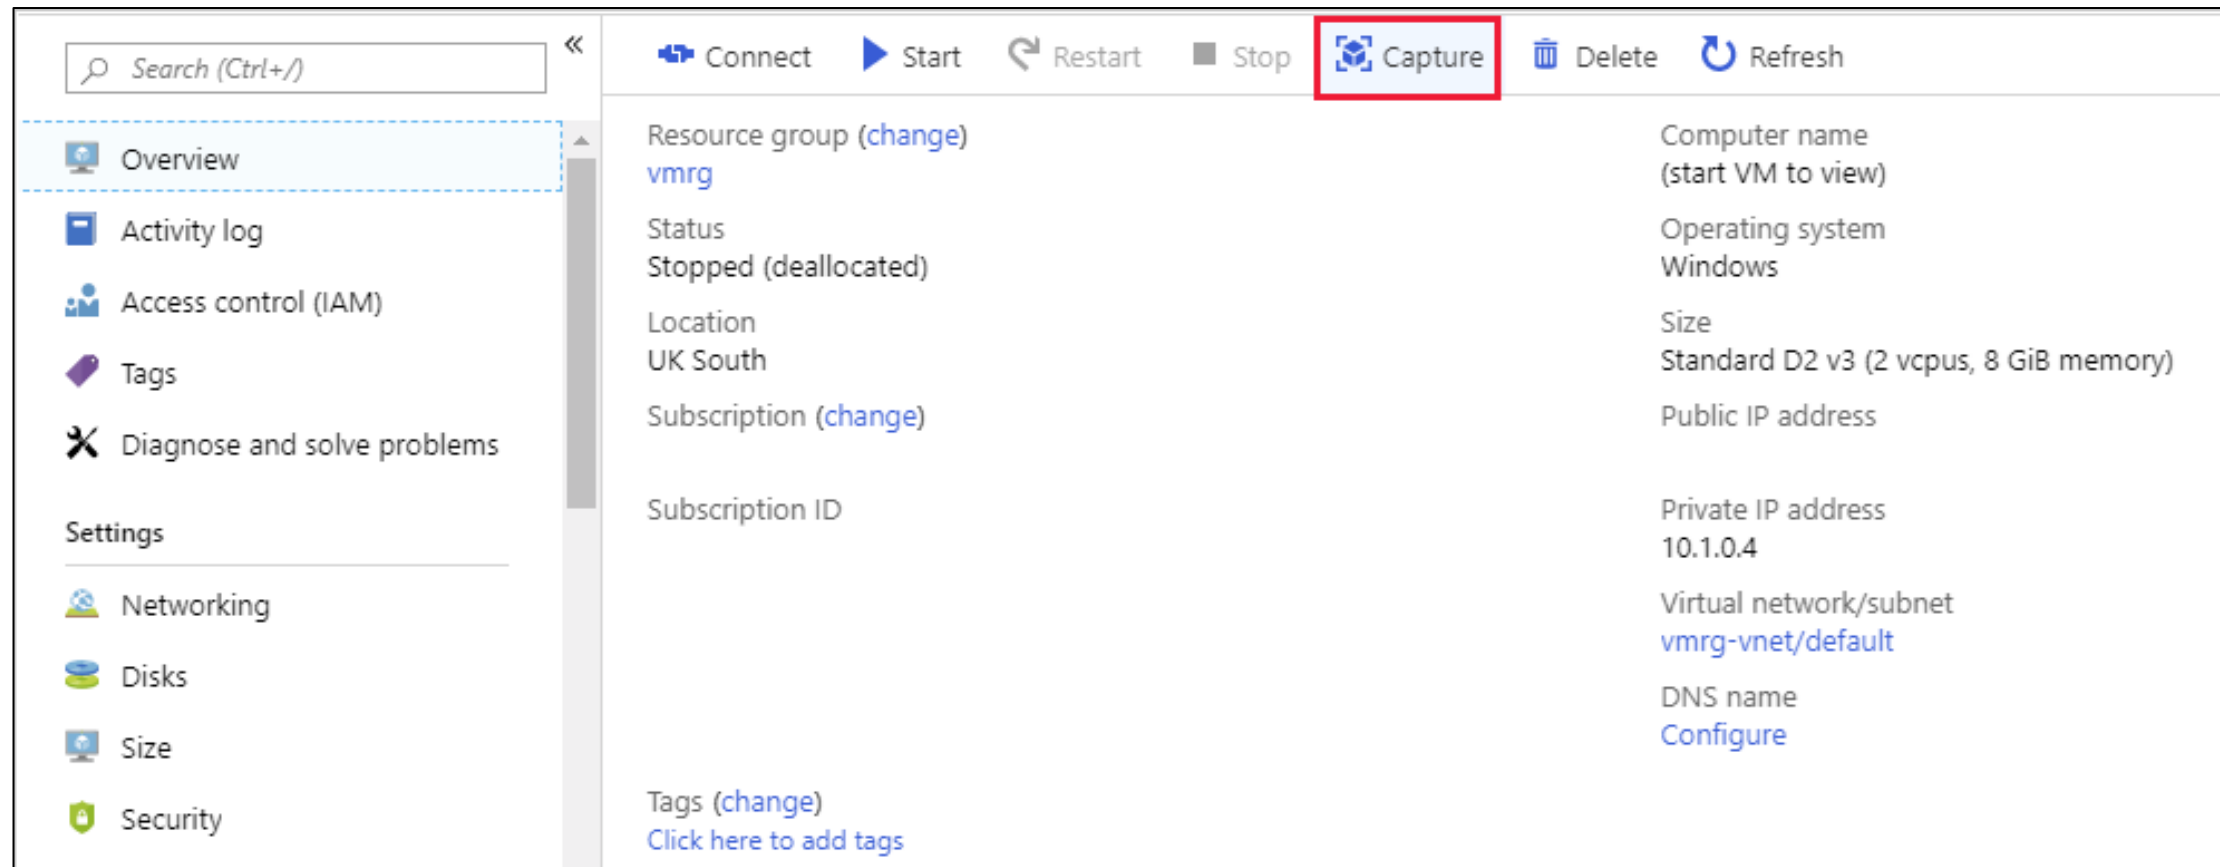 Search (Ctrl+/)
«
Connect Start Restart Stop Capture Delete Refresh
Overview
Activity log
Access control (IAM)
Tags
Diagnose and solve problems
Settings
Networking
Disks
Size
Security
Resource group (change)
vmrg
Status
Stopped (deallocated)
Location
UK South
Subscription (change)
Subscription ID
Tags (change)
Click here to add tags
Computer name
(start VM to view)
Operating system
Windows
Size
Standard D2 v3 (2 vcpus, 8 GiB memory)
Public IP address
Private IP address
10.1.0.4
Virtual network/subnet
vmrg-vnet/default
DNS name
Configure